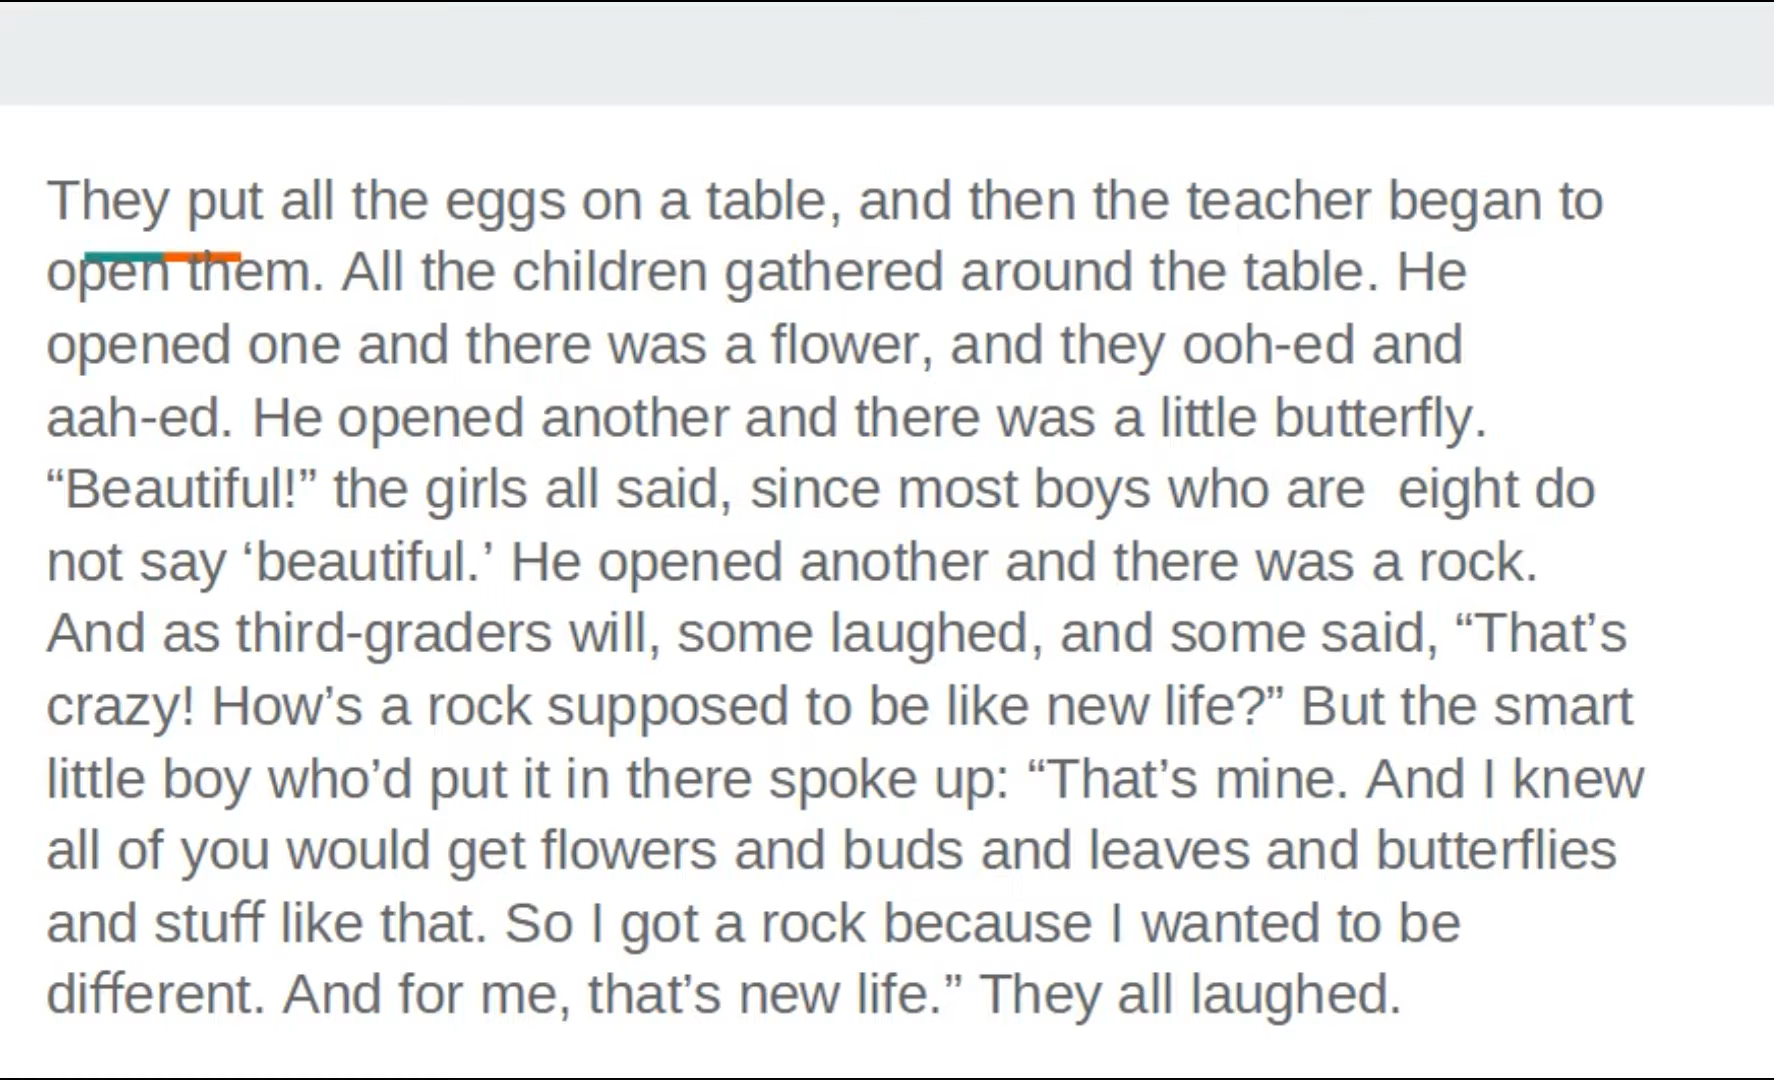 They put all the eggs on a table, and then the teacher began to
open them. All the children gathered around the table. He
opened one and there was a flower, and they ooh-ed and
aah-ed. He opened another and there was a little butterfly.
“Beautiful!” the girls all said, since most boys who are  eight do
not say ‘beautiful.’ He opened another and there was a rock.
And as third-graders will, some laughed, and some said, “That’s
crazy! How’s a rock supposed to be like new life?” But the smart
little boy who’d put it in there spoke up: “That’s mine. And I knew
all of you would get flowers and buds and leaves and butterflies
and stuff like that. So I got a rock because I wanted to be
different. And for me, that’s new life.” They all laughed.